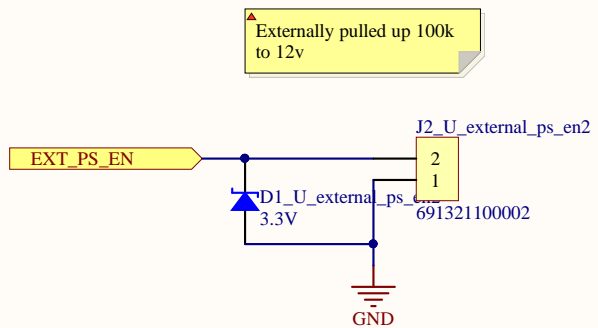 Externally pulled up 100k
to 12v
J2_U_external_ps_en2
EXT_PS_EN
2
1
D1_U_external_ps_en2
3.3V
691321100002
GND